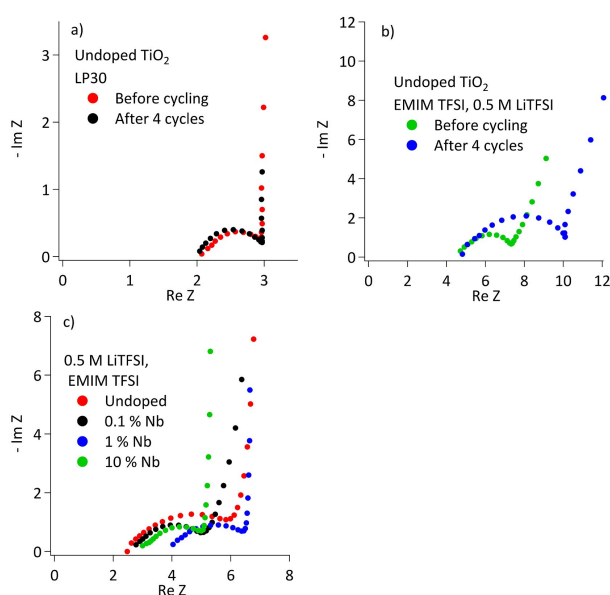 a)
Undoped TiO₂
LP30
Before cycling
After 4 cycles
3
2
1
0
- Im Z
0 1 2 3
Re Z
b)
Undoped TiO₂
EMIM TFSI, 0.5 M LiTFSI
Before cycling
After 4 cycles
12
10
8
6
4
2
0
- Im Z
0 2 4 6 8 10 12
Re Z
c)
0.5 M LiTFSI,
EMIM TFSI
Undoped
0.1 % Nb
1 % Nb
10 % Nb
8
6
4
2
0
- Im Z
0 2 4 6 8
Re Z